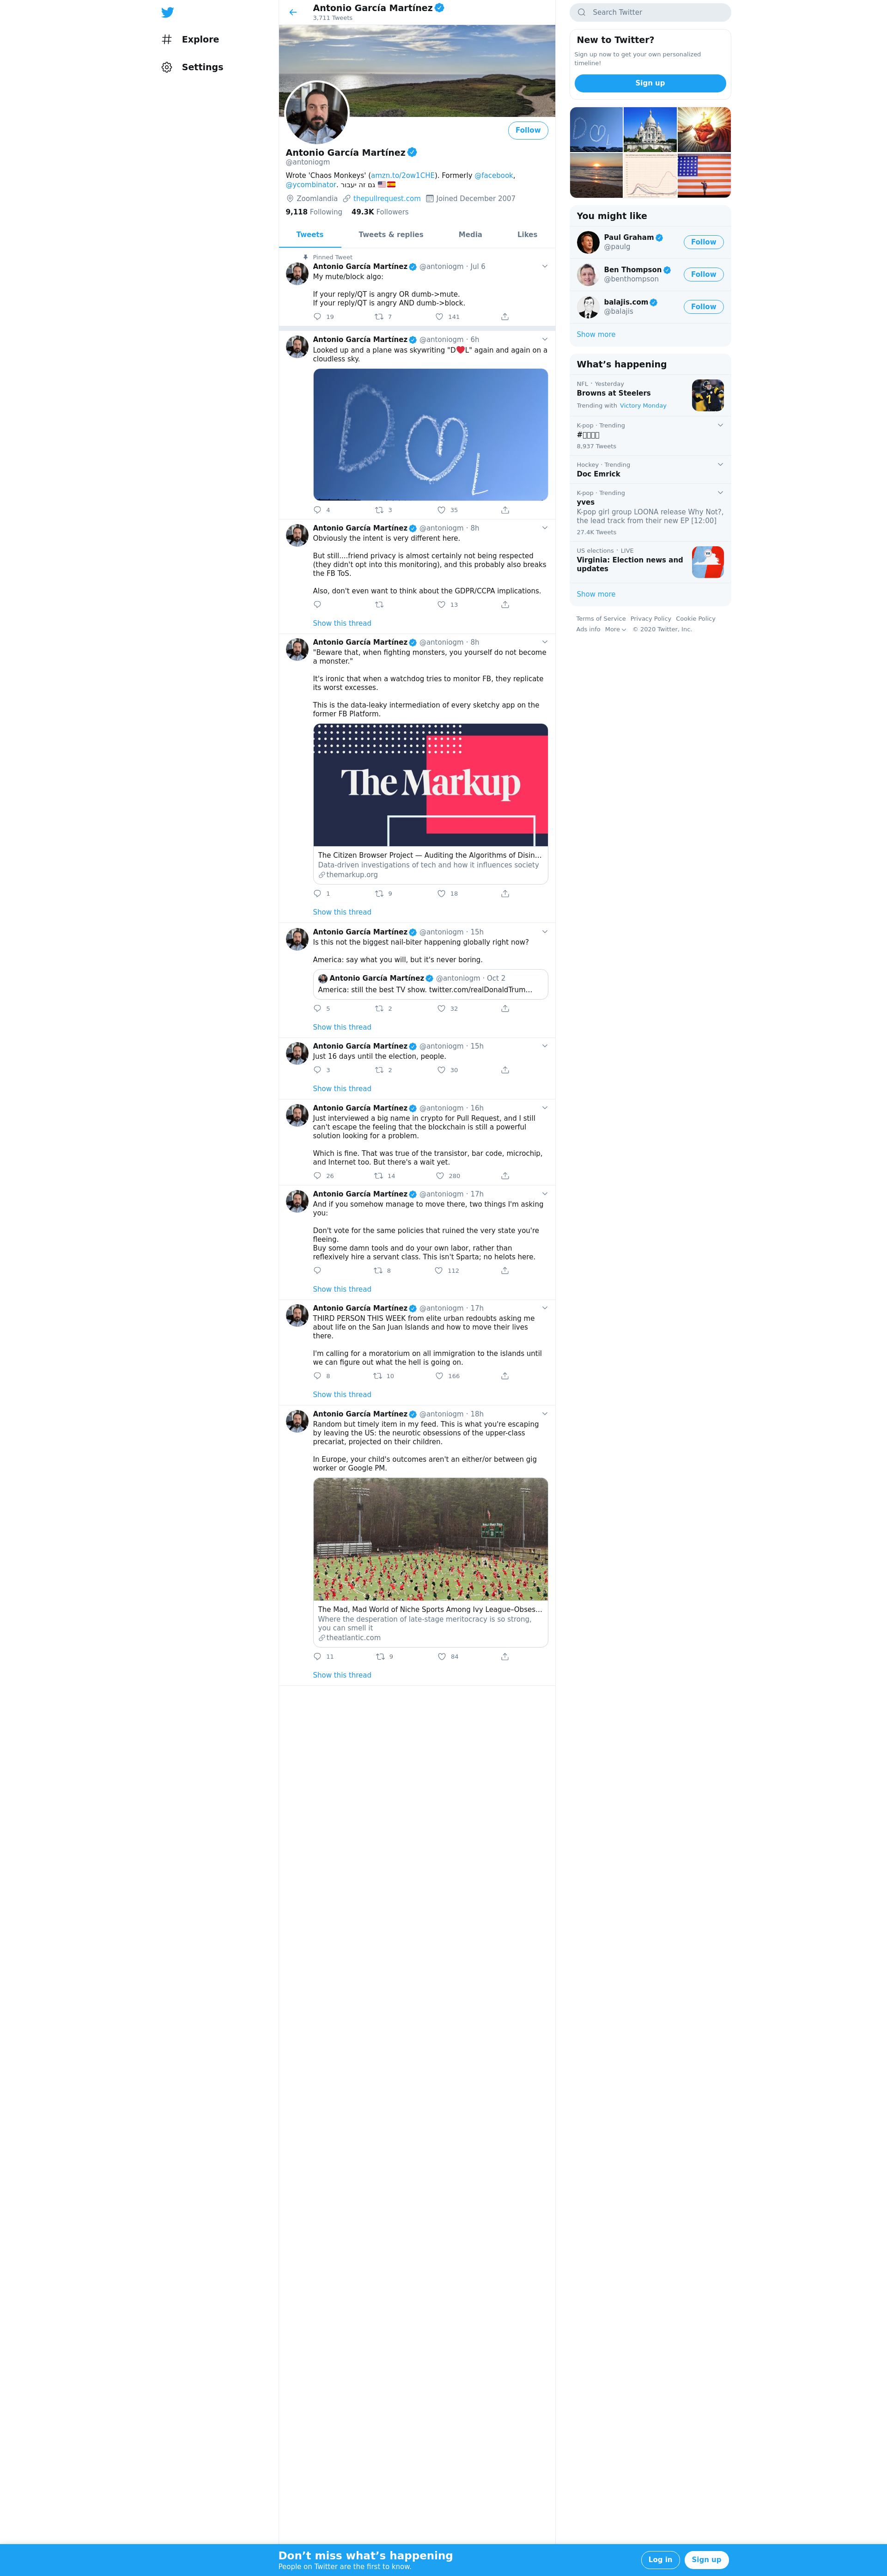 Explore
Settings
Antonio García Martínez
3,711 Tweets
Follow
Antonio García Martínez
@antoniogm
Wrote 'Chaos Monkeys' (amzn.to/2ow1CHE). Formerly @facebook,
@ycombinator. גם זה יעבור 🇺🇸🇪🇸
Zoomlandia thepullrequest.com Joined December 2007
9,118 Following 49.3K Followers
Tweets Tweets & replies Media Likes
Pinned Tweet
Antonio García Martínez @antoniogm · Jul 6
My mute/block algo:
If your reply/QT is angry OR dumb->mute.
If your reply/QT is angry AND dumb->block.
19 7 141
Antonio García Martínez @antoniogm · 6h
Looked up and a plane was skywriting "D❤️L" again and again on a
cloudless sky.
D L
4 3 35
Antonio García Martínez @antoniogm · 8h
Obviously the intent is very different here.
But still....friend privacy is almost certainly not being respected
(they didn't opt into this monitoring), and this probably also breaks
the FB ToS.
Also, don't even want to think about the GDPR/CCPA implications.
13
Show this thread
Antonio García Martínez @antoniogm · 8h
"Beware that, when fighting monsters, you yourself do not become
a monster."
It's ironic that when a watchdog tries to monitor FB, they replicate
its worst excesses.
This is the data-leaky intermediation of every sketchy app on the
former FB Platform.
The Markup
The Citizen Browser Project — Auditing the Algorithms of Disin...
Data-driven investigations of tech and how it influences society
themarkup.org
1 9 18
Show this thread
Antonio García Martínez @antoniogm · 15h
Is this not the biggest nail-biter happening globally right now?
America: say what you will, but it's never boring.
Antonio García Martínez @antoniogm · Oct 2
America: still the best TV show. twitter.com/realDonaldTrum…
5 2 32
Show this thread
Antonio García Martínez @antoniogm · 15h
Just 16 days until the election, people.
3 2 30
Show this thread
Antonio García Martínez @antoniogm · 16h
Just interviewed a big name in crypto for Pull Request, and I still
can't escape the feeling that the blockchain is still a powerful
solution looking for a problem.
Which is fine. That was true of the transistor, bar code, microchip,
and Internet too. But there's a wait yet.
26 14 280
Antonio García Martínez @antoniogm · 17h
And if you somehow manage to move there, two things I'm asking
you:
Don't vote for the same policies that ruined the very state you're
fleeing.
Buy some damn tools and do your own labor, rather than
reflexively hire a servant class. This isn't Sparta; no helots here.
8 112
Show this thread
Antonio García Martínez @antoniogm · 17h
THIRD PERSON THIS WEEK from elite urban redoubts asking me
about life on the San Juan Islands and how to move their lives
there.
I'm calling for a moratorium on all immigration to the islands until
we can figure out what the hell is going on.
8 10 166
Show this thread
Antonio García Martínez @antoniogm · 18h
Random but timely item in my feed. This is what you're escaping
by leaving the US: the neurotic obsessions of the upper-class
precariat, projected on their children.
In Europe, your child's outcomes aren't an either/or between gig
worker or Google PM.
The Mad, Mad World of Niche Sports Among Ivy League–Obses...
Where the desperation of late-stage meritocracy is so strong,
you can smell it
theatlantic.com
11 9 84
Show this thread
Search Twitter
New to Twitter?
Sign up now to get your own personalized
timeline!
Sign up
You might like
Paul Graham
@paulg
Follow
Ben Thompson
@benthompson
Follow
balajis.com
@balajis
Follow
Show more
What's happening
NFL · Yesterday
Browns at Steelers
Trending with Victory Monday
K-pop · Trending
#
8,937 Tweets
Hockey · Trending
Doc Emrick
K-pop · Trending
yves
K-pop girl group LOONA release Why Not?,
the lead track from their new EP [12:00]
27.4K Tweets
US elections · LIVE
Virginia: Election news and
updates
Show more
Terms of Service Privacy Policy Cookie Policy
Ads info More © 2020 Twitter, Inc.
Don't miss what's happening
People on Twitter are the first to know.
Log in Sign up